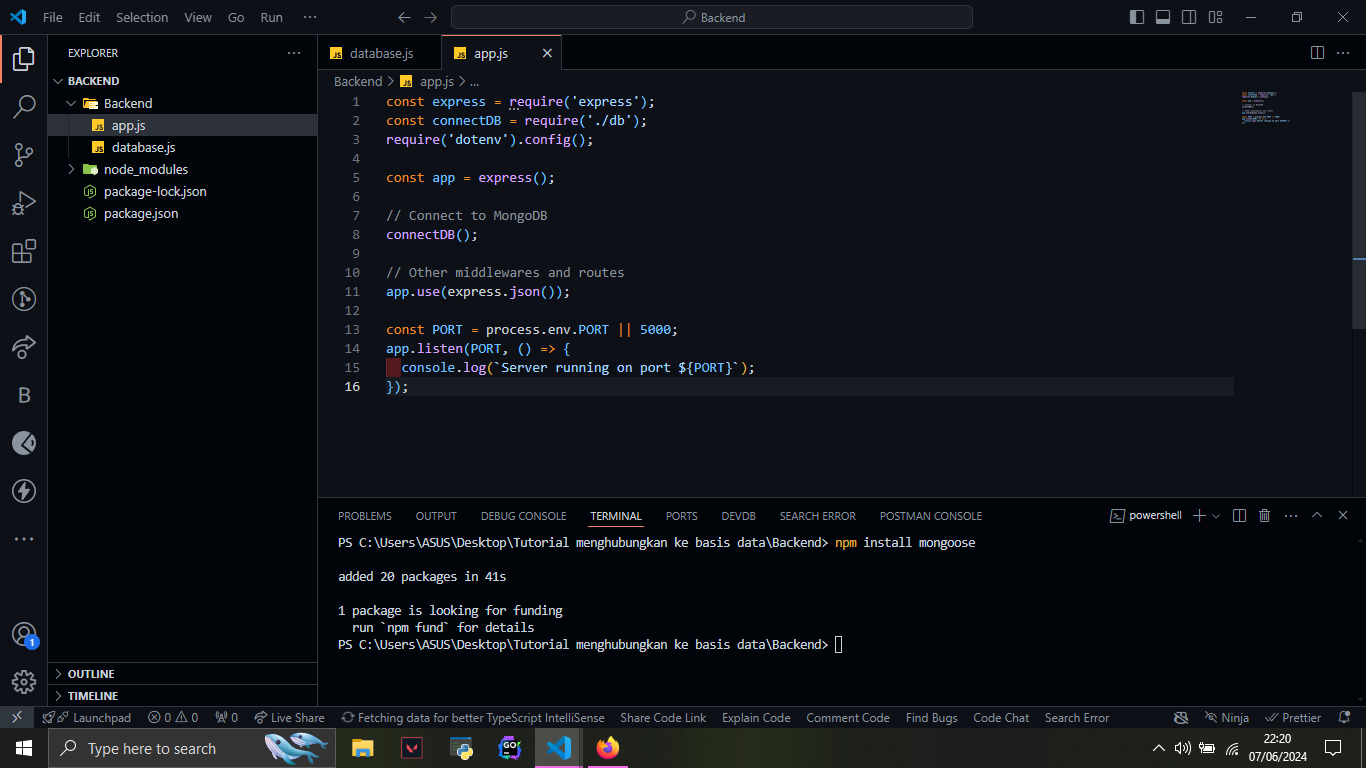 File Edit Selection View Go Run ···
Backend
EXPLORER ···
BACKEND
Backend
app.js
database.js
node_modules
package-lock.json
package.json
OUTLINE
TIMELINE
database.js app.js
Backend > app.js > ...
1 const express = require('express');
2 const connectDB = require('./db');
3 require('dotenv').config();
4
5 const app = express();
6
7 // Connect to MongoDB
8 connectDB();
9
10 // Other middlewares and routes
11 app.use(express.json());
12
13 const PORT = process.env.PORT || 5000;
14 app.listen(PORT, () => {
15 console.log(`Server running on port ${PORT}`);
16 });
PROBLEMS OUTPUT DEBUG CONSOLE TERMINAL PORTS DEVDB SEARCH ERROR POSTMAN CONSOLE powershell
PS C:\Users\ASUS\Desktop\Tutorial menghubungkan ke basis data\Backend> npm install mongoose
added 20 packages in 41s
1 package is looking for funding
run `npm fund` for details
PS C:\Users\ASUS\Desktop\Tutorial menghubungkan ke basis data\Backend>
B
1
Launchpad 0 0 0 Live Share Fetching data for better TypeScript IntelliSense Share Code Link Explain Code Comment Code Find Bugs Code Chat Search Error Ninja Prettier
Type here to search
GO
22:20
07/06/2024